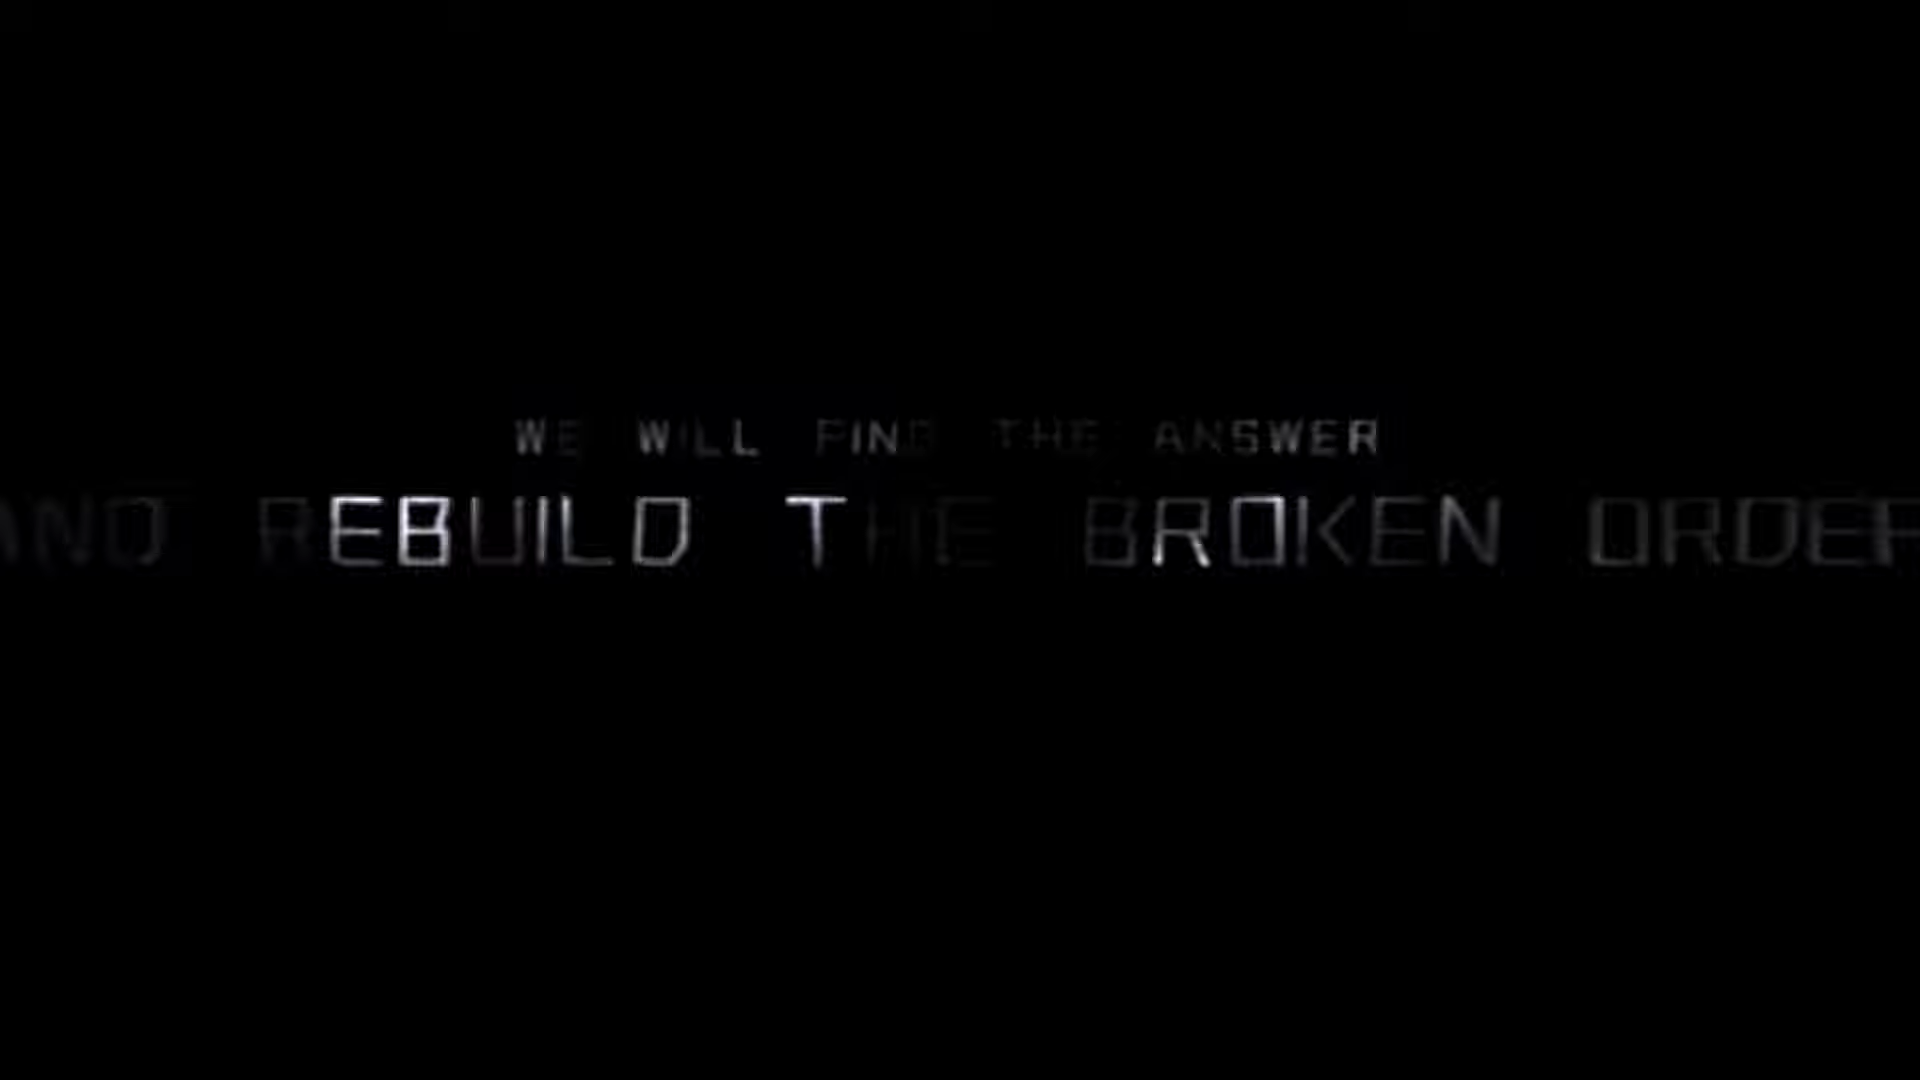 WE WILL FIND THE ANSWER
AND REBUILD THE BROKEN ORDER